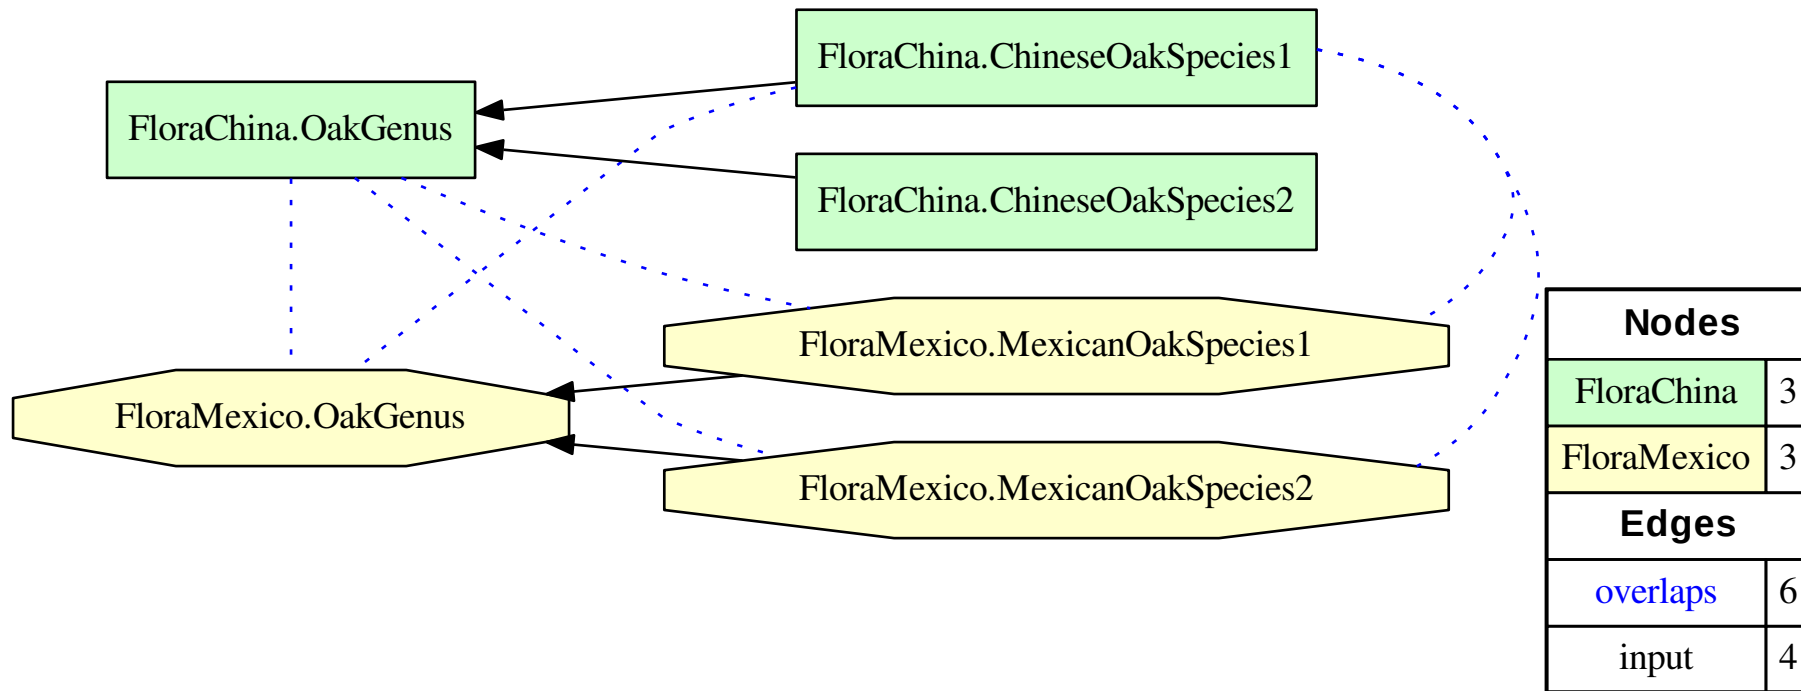 FloraChina.ChineseOakSpecies1
FloraChina.OakGenus
FloraChina.ChineseOakSpecies2
FloraMexico.MexicanOakSpecies1
FloraMexico.OakGenus
FloraMexico.MexicanOakSpecies2
Nodes
FloraChina 3
FloraMexico 3
Edges
overlaps 6
input 4